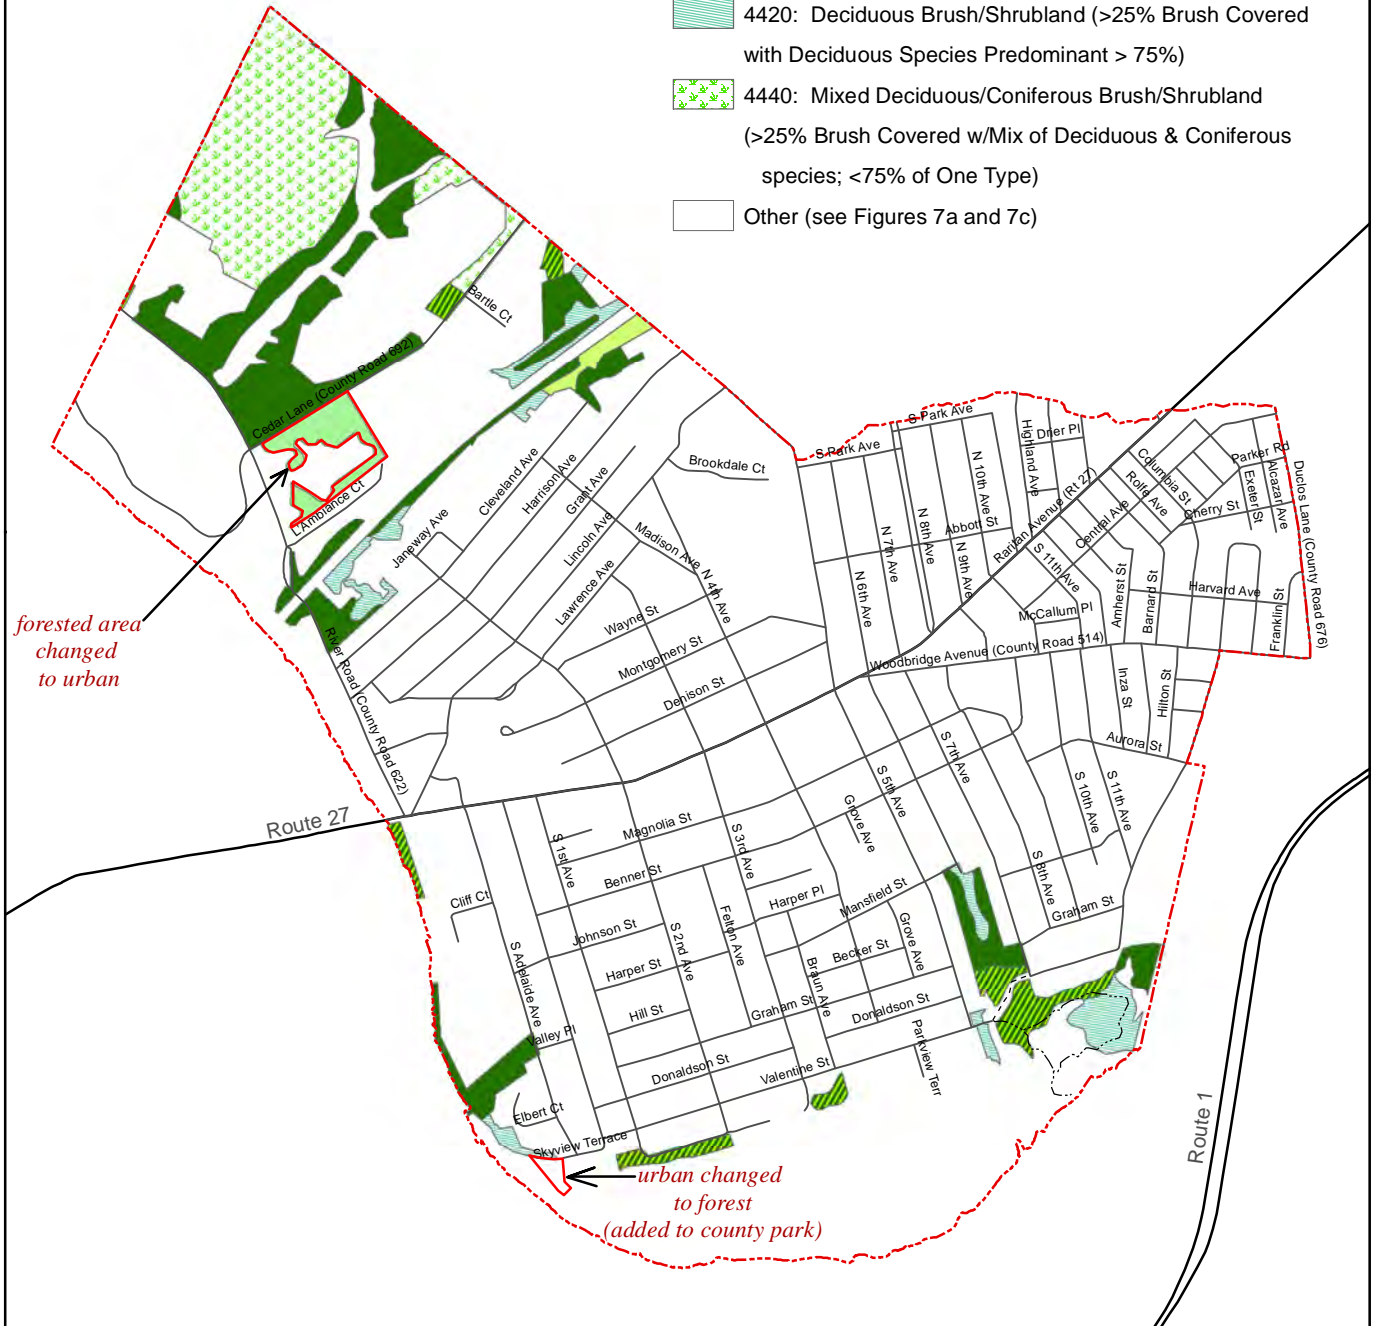 4420:  Deciduous Brush/Shrubland (>25% Brush Covered
with Deciduous Species Predominant > 75%)
4440:  Mixed Deciduous/Coniferous Brush/Shrubland
(>25% Brush Covered w/Mix of Deciduous & Coniferous
species; <75% of One Type)
Other (see Figures 7a and 7c)
Bartle Ct
Cedar Lane (County Road 692)
L'Ambiance Ct
forested area
changed
to urban
River Road (County Road 622)
Janeway Ave
Cleveland Ave
Harrison Ave
Grant Ave
Lincoln Ave
Lawrence Ave
Madison Ave
N 4th Ave
Brookdale Ct
Wayne St
Montgomery St
Denison St
S Park Ave
S Park Ave
N 6th Ave
N 7th Ave
N 8th Ave
N 9th Ave
N 10th Ave
Abbott St
Highland Ave
Drier Pl
Raritan Avenue (Rt 27)
S 11th Ave
Central Ave
Columbia St
Rolfe Ave
Cherry St
Parker Rd
Exeter St
Alcazar Ave
Duclos Lane (County Road 676)
McCallum Pl
Amherst St
Barnard St
Harvard Ave
Franklin St
Woodbridge Avenue (County Road 514)
Inza St
Hilton St
Aurora St
S 5th Ave
S 7th Ave
S 8th Ave
S 10th Ave
S 11th Ave
Graham St
Route 27
Magnolia St
S 1st Ave
Benner St
S 3rd Ave
Grove Ave
Cliff Ct
Johnson St
S 2nd Ave
Felton Ave
Harper Pl
Mansfield St
Grove Ave
Becker St
S Adelaide Ave
Harper St
Braun Ave
Hill St
Graham St
Donaldson St
Valley Pl
Donaldson St
Valentine St
Parkview Terr
Elbert Ct
Skyview Terrace
urban changed
to forest
(added to county park)
Route 1